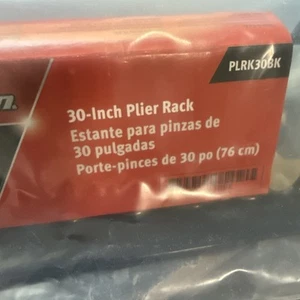 PLRK30BK
30-Inch Plier Rack
Estante para pinzas de
30 pulgadas
Porte-pinces de 30 po (76 cm)